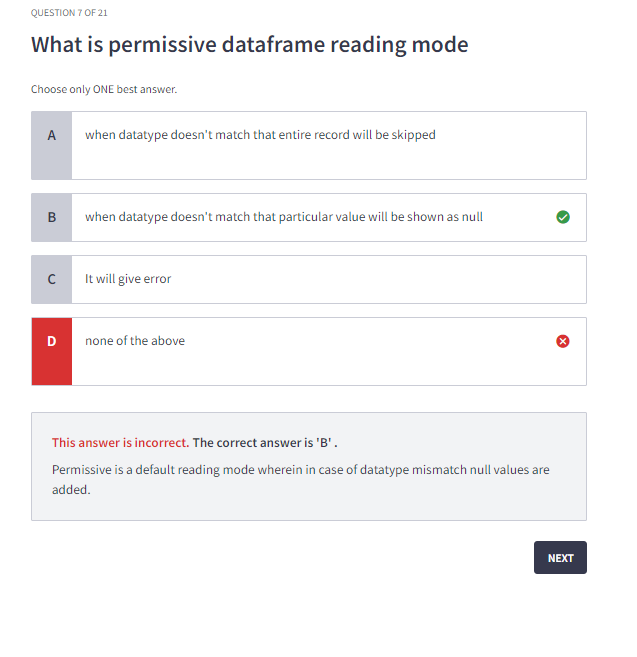 QUESTION 7 OF 21
What is permissive dataframe reading mode
Choose only ONE best answer.
A when datatype doesn't match that entire record will be skipped
B when datatype doesn't match that particular value will be shown as null
C It will give error
D none of the above
This answer is incorrect. The correct answer is 'B' .
Permissive is a default reading mode wherein in case of datatype mismatch null values are
added.
NEXT